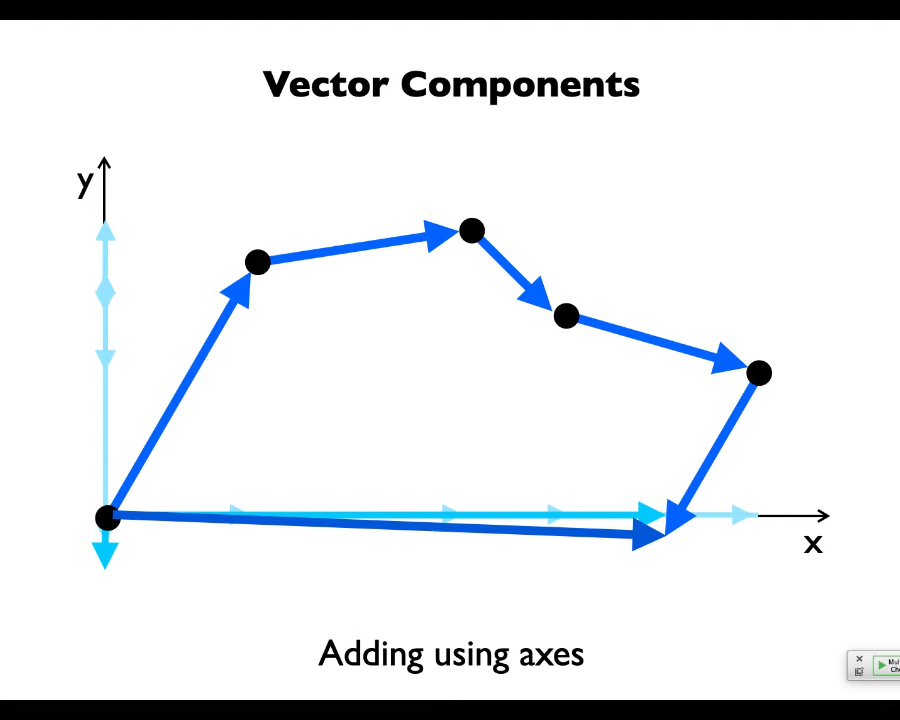 Vector Components
y
x
Adding using axes